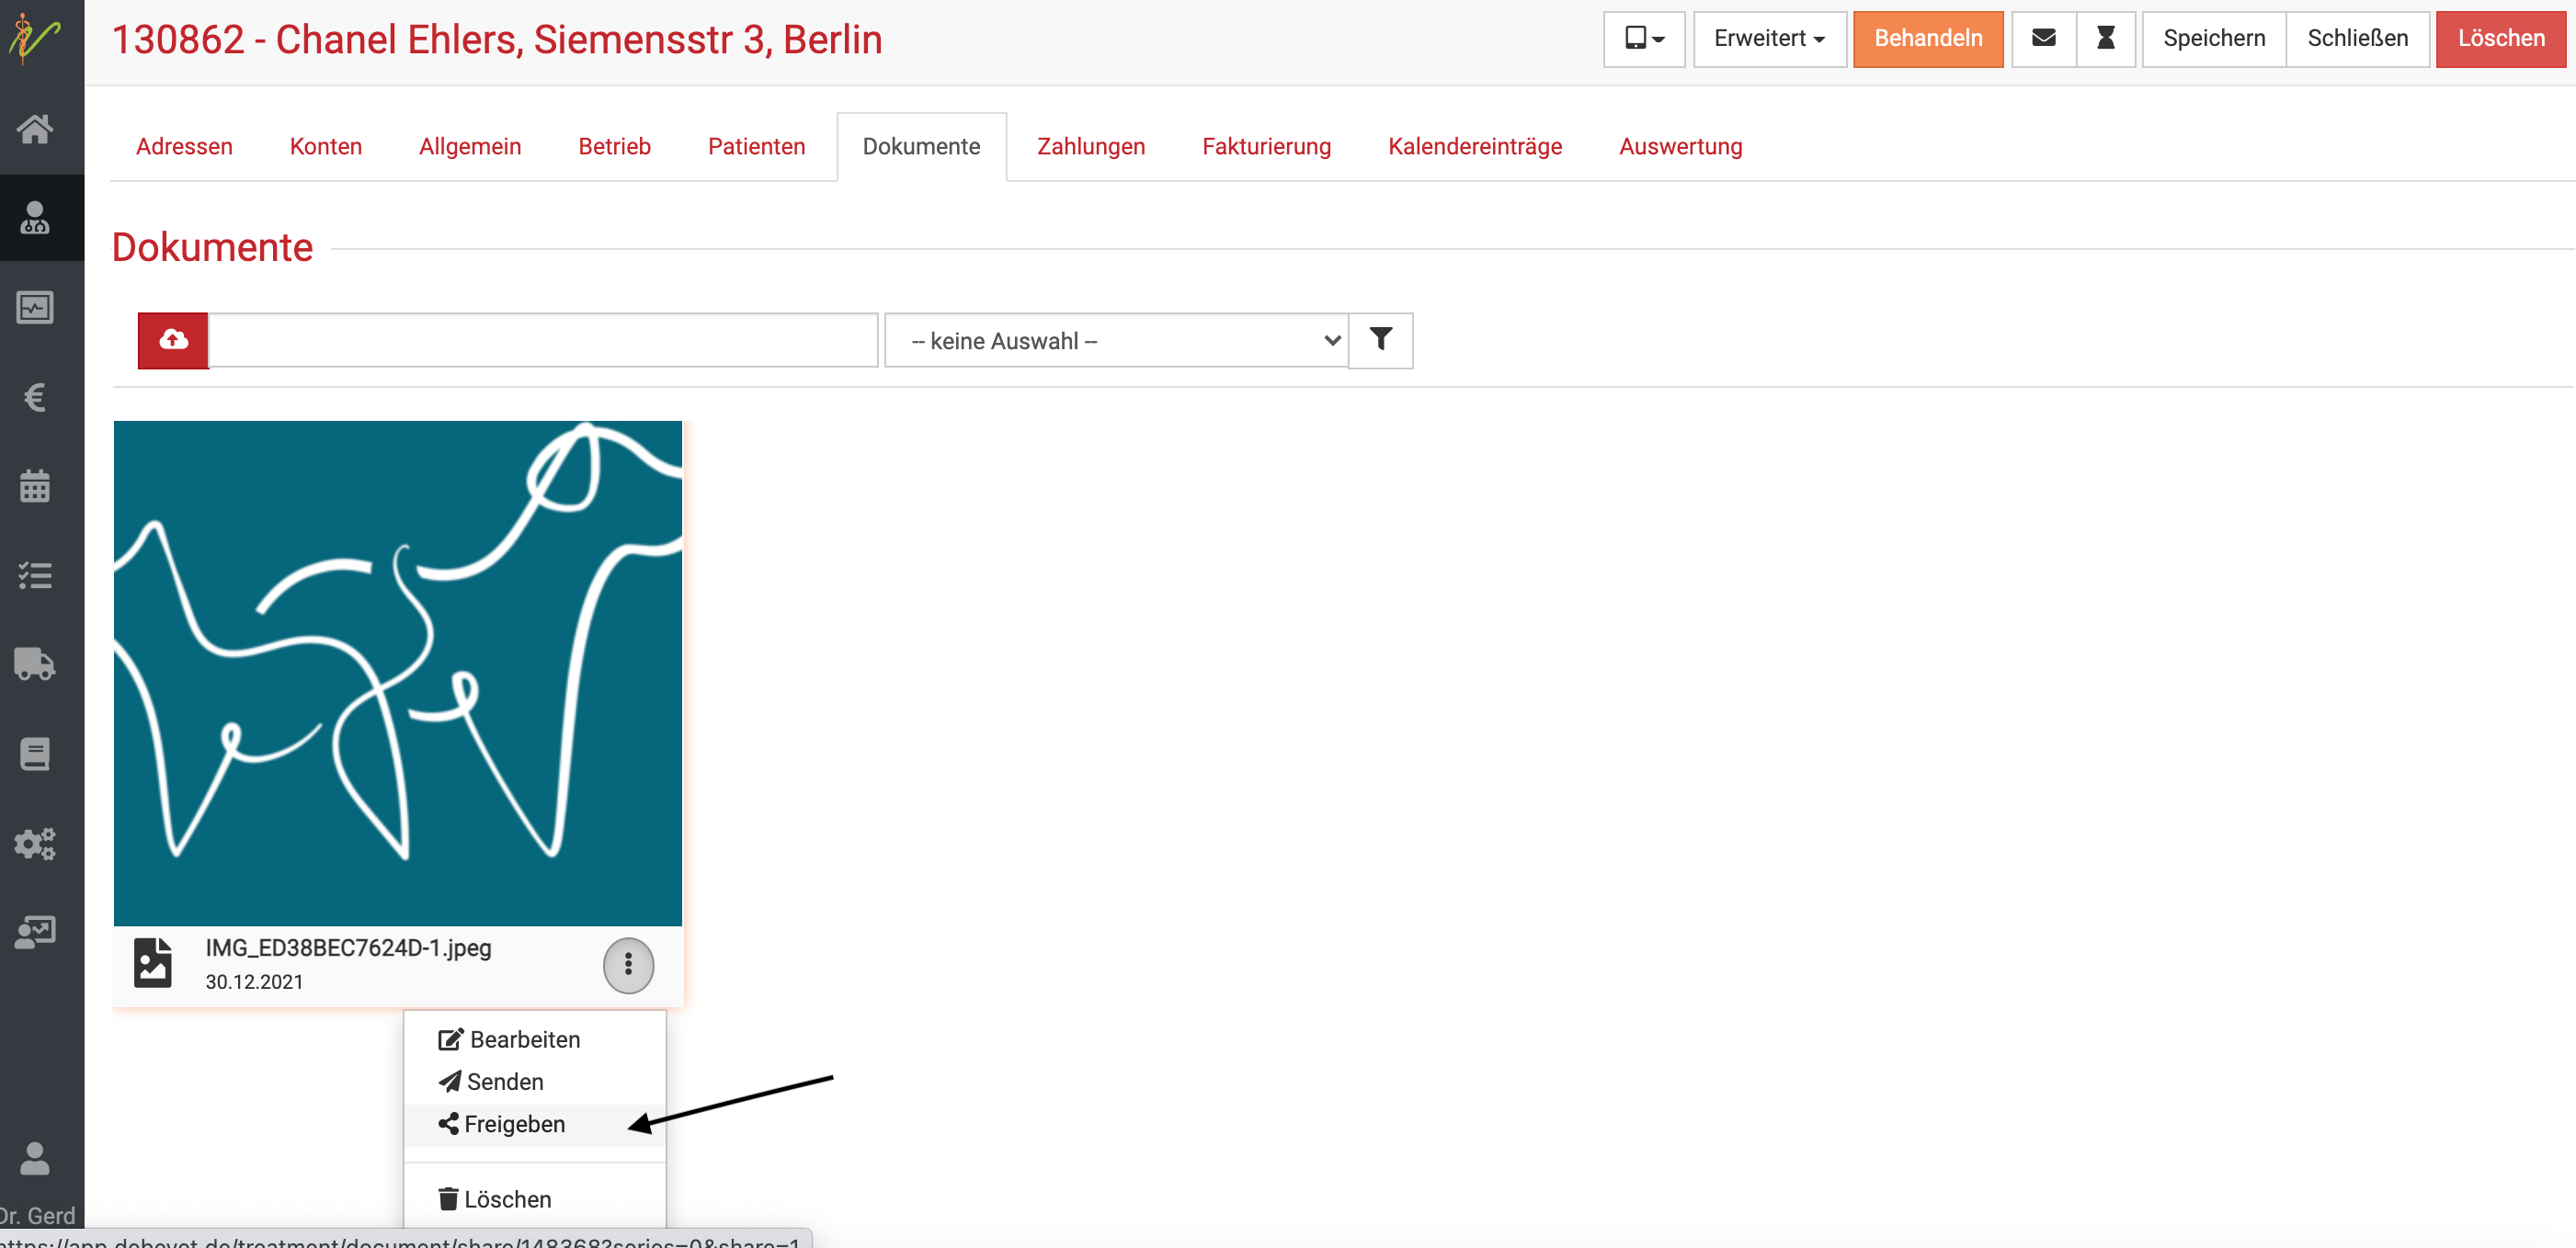 130862 - Chanel Ehlers, Siemensstr 3, Berlin
Erweitert
Behandeln
Speichern
Schließen
Löschen
Adressen
Konten
Allgemein
Betrieb
Patienten
Dokumente
Zahlungen
Fakturierung
Kalendereinträge
Auswertung
Dokumente
-- keine Auswahl --
IMG_ED38BEC7624D-1.jpeg
30.12.2021
Bearbeiten
Senden
Freigeben
Löschen
Dr. Gerd
https://app.debevet.de/treatment/document/share/148368?series=0&share=1